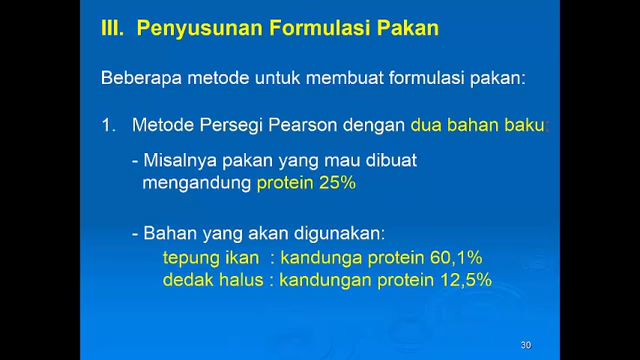 III. Penyusunan Formulasi Pakan
Beberapa metode untuk membuat formulasi pakan:
1. Metode Persegi Pearson dengan dua bahan baku:
- Misalnya pakan yang mau dibuat
mengandung protein 25%
- Bahan yang akan digunakan:
tepung ikan : kandunga protein 60,1%
dedak halus : kandungan protein 12,5%
30